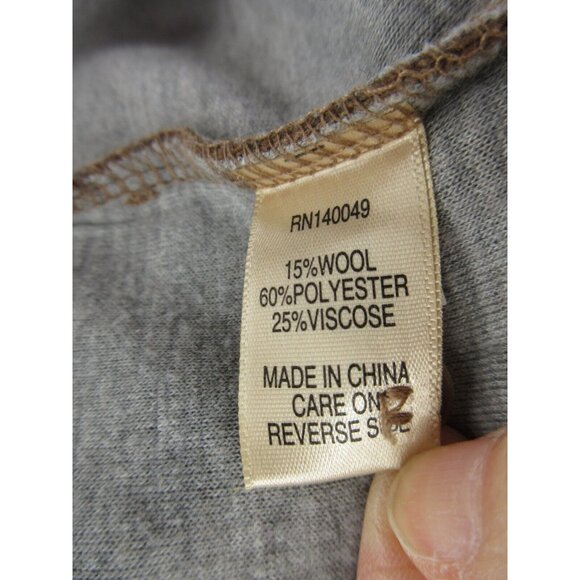 RN140049
15%WOOL
60%POLYESTER
25%VISCOSE
MADE IN CHINA
CARE ON
REVERSE